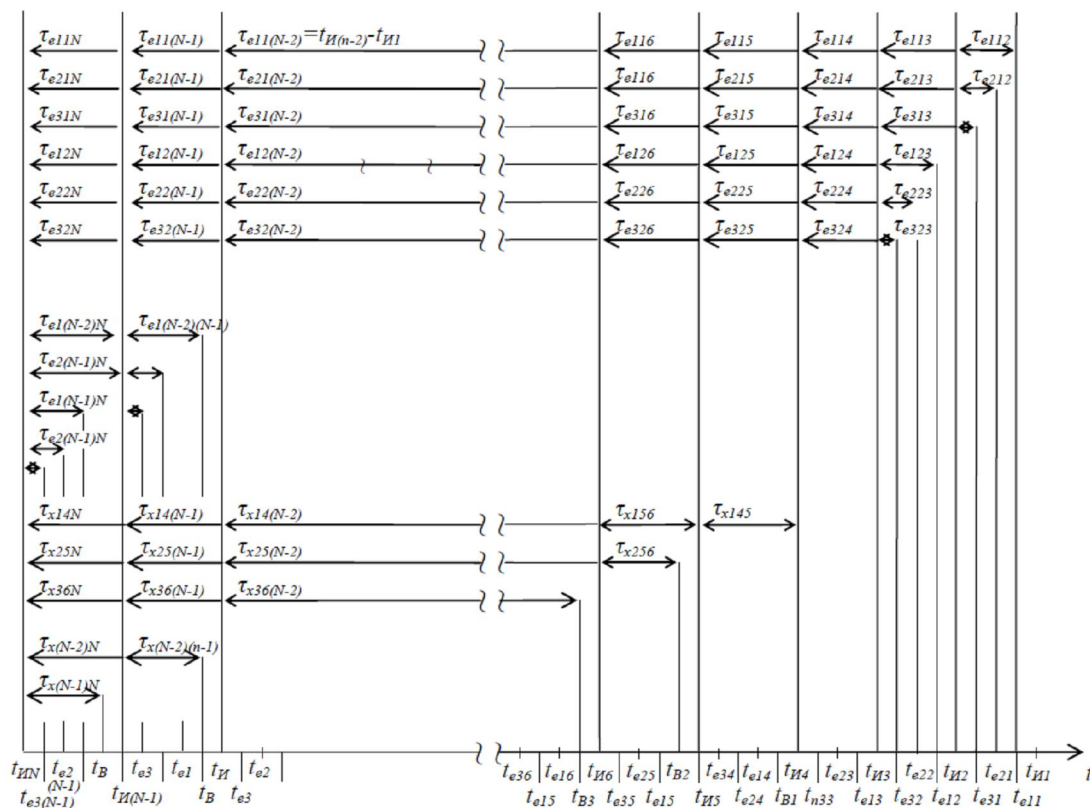 τe11N τe11(N-1) τe11(N-2)=tИ(n-2)-tИ1 τe116 τe115 τe114 τe113 τe112
τe21N τe21(N-1) τe21(N-2) τe116 τe215 τe214 τe213 τe212
τe31N τe31(N-1) τe31(N-2) τe316 τe315 τe314 τe313
τe12N τe12(N-1) τe12(N-2) τe126 τe125 τe124 τe123
τe22N τe22(N-1) τe22(N-2) τe226 τe225 τe224 τe223
τe32N τe32(N-1) τe32(N-2) τe326 τe325 τe324 τe323
τe1(N-2)N τe1(N-2)(N-1)
τe2(N-1)N
τe1(N-1)N
τe2(N-1)N
τx14N τx14(N-1) τx14(N-2) τx156 τx145
τx25N τx25(N-1) τx25(N-2) τx256
τx36N τx36(N-1) τx36(N-2)
τx(N-2)N τx(N-2)(n-1)
τx(N-1)N
tИN te2 tB te3 te1 tИ te2 te36 te16 tИ6 te25 tB2 te34 te14 tИ4 te23 tИ3 te22 tИ2 te21 tИ1 t
te3(N-1) (N-1) tИ(N-1) tB te3 te15 tB3 te35 te15 tИ5 te24 tB1 tn33 te13 te32 te12 te31 te11